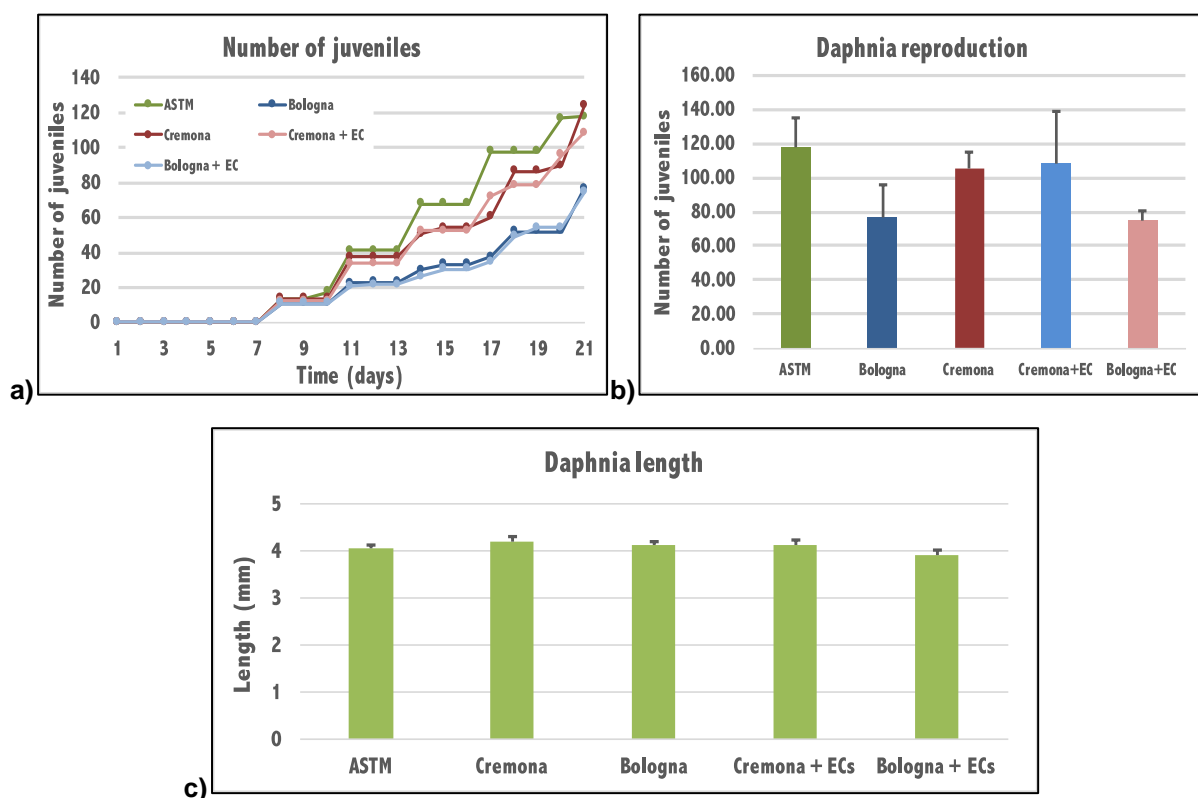 Number of juveniles
Number of juveniles
140
120
100
80
60
40
20
0
ASTM
Bologna
Cremona
Cremona + EC
Bologna + EC
1 3 5 7 9 11 13 15 17 19 21
Time (days)
a)
Daphnia reproduction
Number of juveniles
160.00
140.00
120.00
100.00
80.00
60.00
40.00
20.00
0.00
ASTM Bologna Cremona Cremona+EC Bologna+EC
b)
Daphnia length
Length (mm)
5
4
3
2
1
0
ASTM Cremona Bologna Cremona + ECs Bologna + ECs
c)